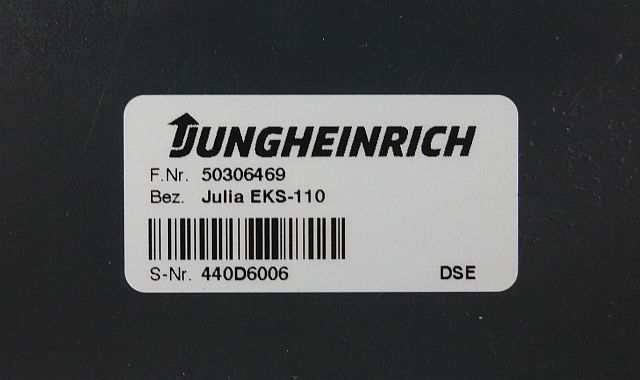 JUNGHEINRICH
F.Nr. 50306469
Bez. Julia EKS-110
S-Nr. 440D6006 DSE